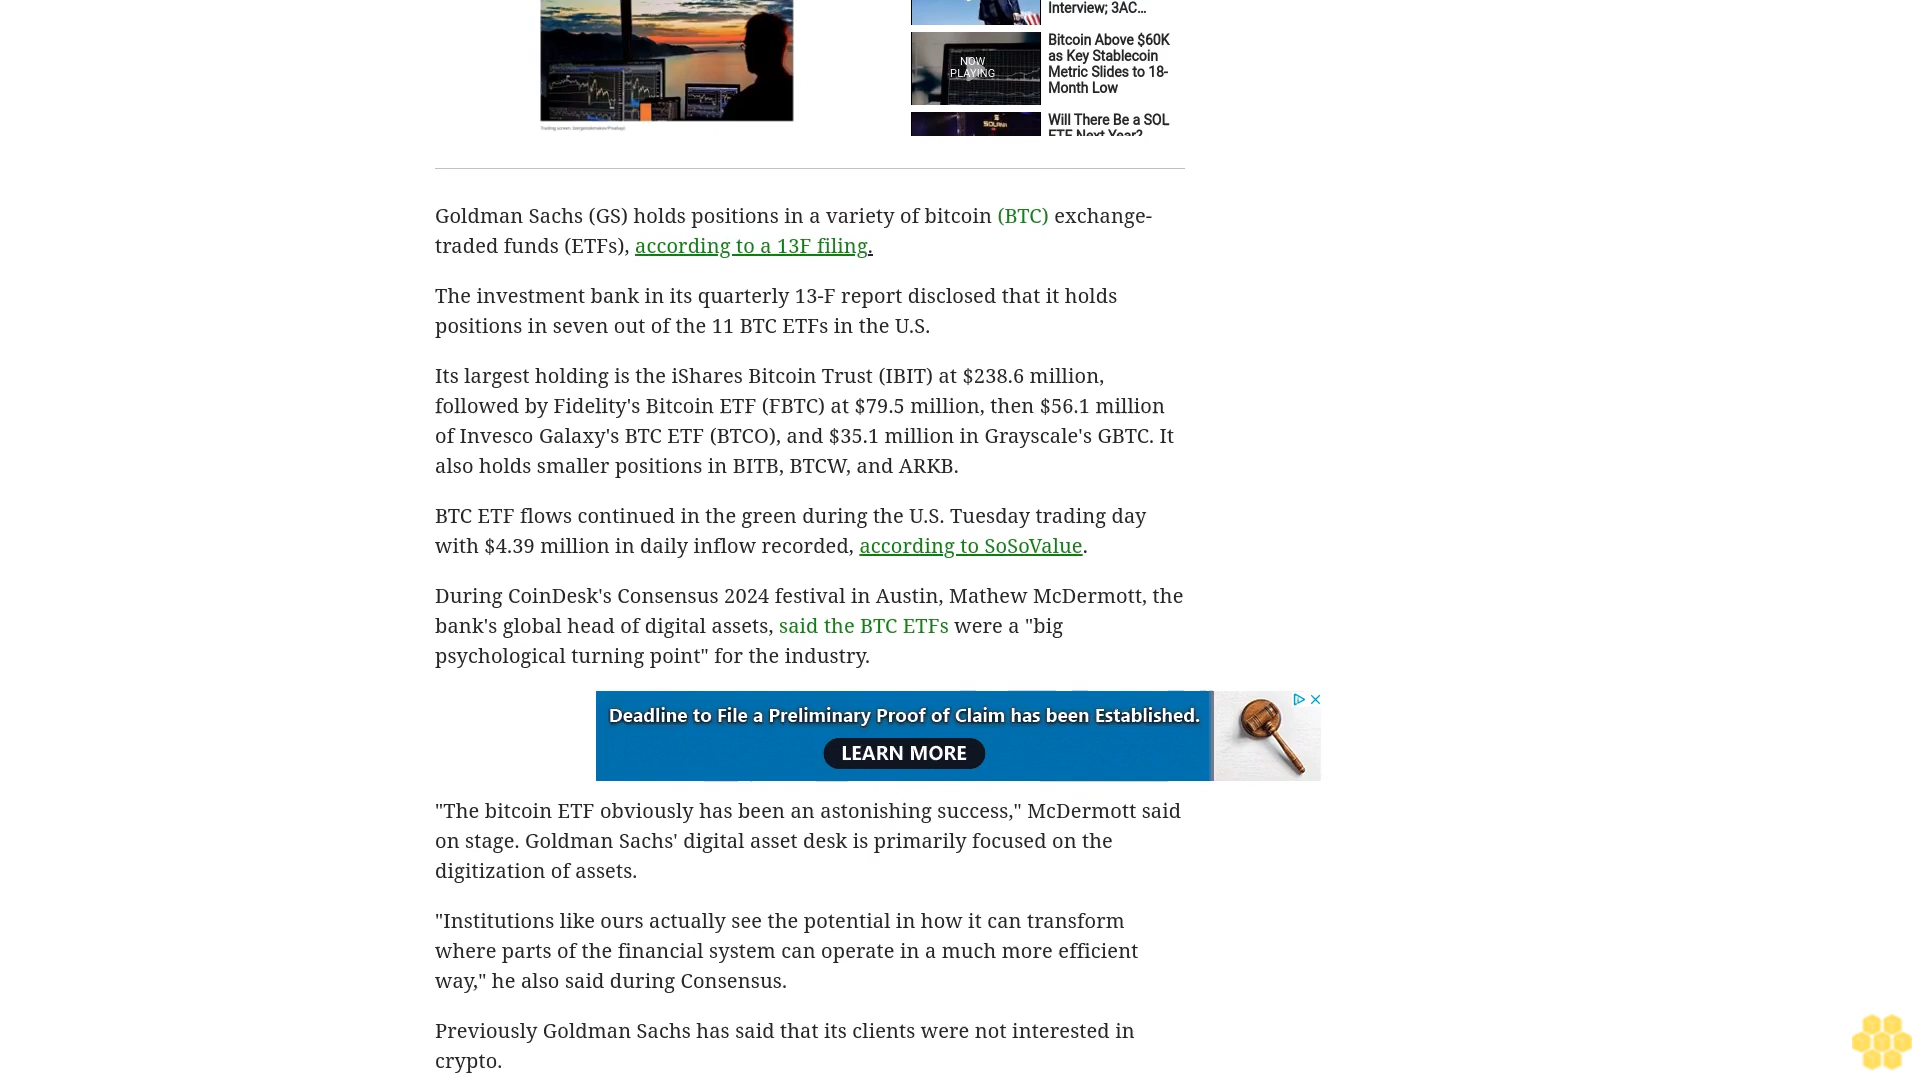 Interview; 3AC...
NOW
PLAYING
Bitcoin Above $60K
as Key Stablecoin
Metric Slides to 18-
Month Low
SOLANA
Will There Be a SOL
ETF Next Year?
Goldman Sachs (GS) holds positions in a variety of bitcoin (BTC) exchange-
traded funds (ETFs), according to a 13F filing.
The investment bank in its quarterly 13-F report disclosed that it holds
positions in seven out of the 11 BTC ETFs in the U.S.
Its largest holding is the iShares Bitcoin Trust (IBIT) at $238.6 million,
followed by Fidelity's Bitcoin ETF (FBTC) at $79.5 million, then $56.1 million
of Invesco Galaxy's BTC ETF (BTCO), and $35.1 million in Grayscale's GBTC. It
also holds smaller positions in BITB, BTCW, and ARKB.
BTC ETF flows continued in the green during the U.S. Tuesday trading day
with $4.39 million in daily inflow recorded, according to SoSoValue.
During CoinDesk's Consensus 2024 festival in Austin, Mathew McDermott, the
bank's global head of digital assets, said the BTC ETFs were a "big
psychological turning point" for the industry.
Deadline to File a Preliminary Proof of Claim has been Established.
LEARN MORE
"The bitcoin ETF obviously has been an astonishing success," McDermott said
on stage. Goldman Sachs' digital asset desk is primarily focused on the
digitization of assets.
"Institutions like ours actually see the potential in how it can transform
where parts of the financial system can operate in a much more efficient
way," he also said during Consensus.
Previously Goldman Sachs has said that its clients were not interested in
crypto.